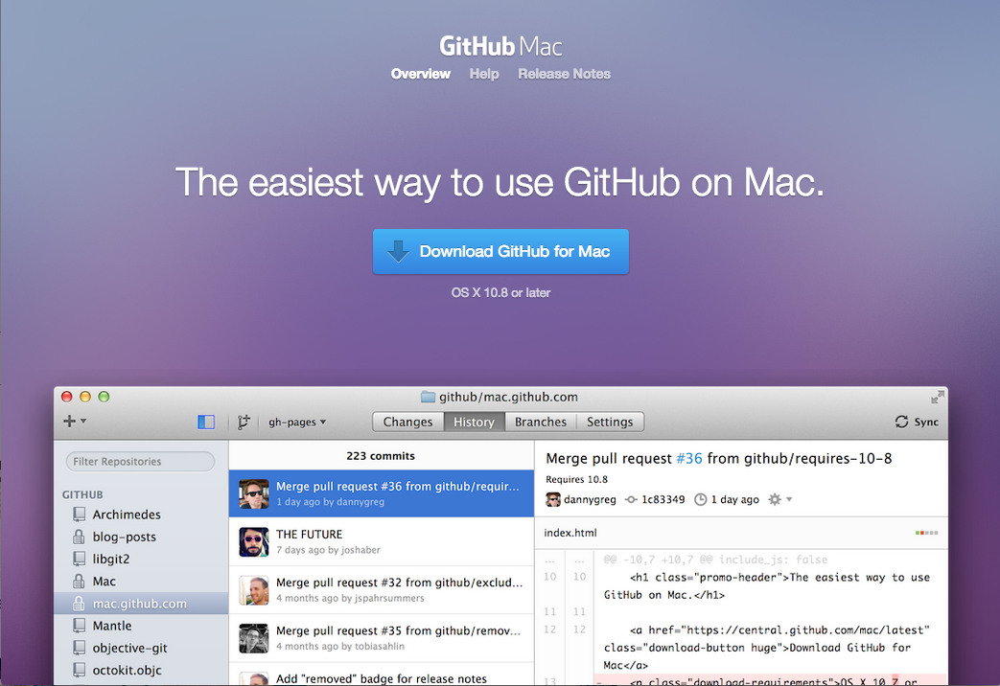 GitHub Mac
Overview Help Release Notes
The easiest way to use GitHub on Mac.
Download GitHub for Mac
OS X 10.8 or later
github/mac.github.com
gh-pages
Changes History Branches Settings
Sync
Filter Repositories
GITHUB
Archimedes
blog-posts
libgit2
Mac
mac.github.com
Mantle
objective-git
octokit.objc
223 commits
Merge pull request #36 from github/requir...
1 day ago by dannygreg
THE FUTURE
7 days ago by joshaber
Merge pull request #32 from github/exclud...
4 months ago by jspahrsummers
Merge pull request #35 from github/remov...
4 months ago by tobiasahlin
Add "removed" badge for release notes
Merge pull request #36 from github/requires-10-8
Requires 10.8
dannygreg 1c83349 1 day ago
index.html
... ... @@ -10,7 +10,7 @@ include_js: false
10 10 <h1 class="promo-header">The easiest way to use
GitHub on Mac.</h1>
11 11
12 12 <a href="https://central.github.com/mac/latest"
class="download-button huge">Download GitHub for
Mac</a>
13 - <p class="download-requirements">OS X 10.7 or